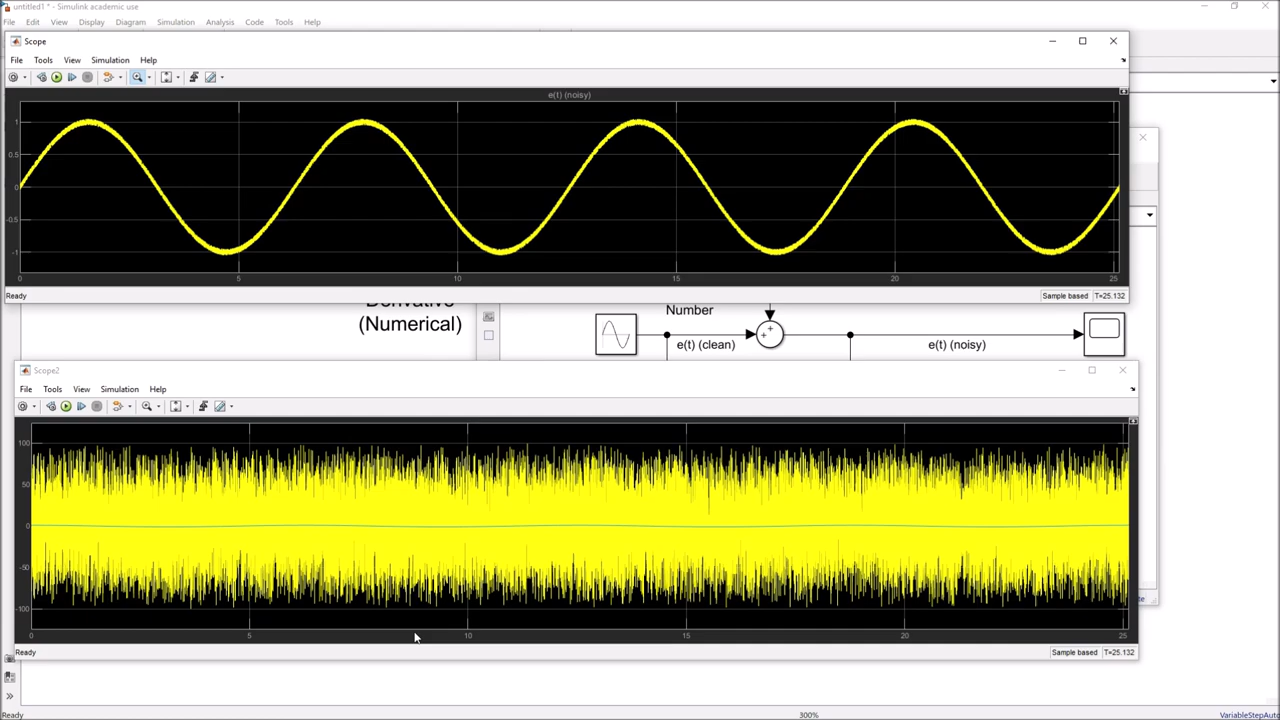 untitled1 * - Simulink academic use
File Edit View Display Diagram Simulation Analysis Code Tools Help
Scope
File Tools View Simulation Help
e(t) (noisy)
1
0.5
0
-0.5
-1
0 5 10 15 20 25
Ready Sample based T=25.132
Derivative
(Numerical)
Number
e(t) (clean)
+
+
e(t) (noisy)
Scope2
File Tools View Simulation Help
100
50
0
-50
-100
0 5 10 15 20 25
Ready Sample based T=25.132
Ready 300% VariableStepAuto